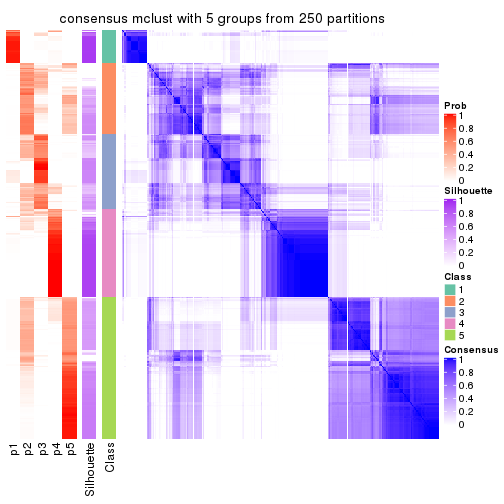 consensus mclust with 5 groups from 250 partitions
Prob
1
0.8
0.6
0.4
0.2
0
Silhouette
1
0.8
0.6
0.4
0.2
0
Class
1
2
3
4
5
Consensus
1
0.8
0.6
0.4
0.2
0
p1
p2
p3
p4
p5
Silhouette
Class